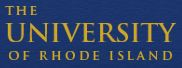 THE
UNIVERSITY
OF RHODE ISLAND